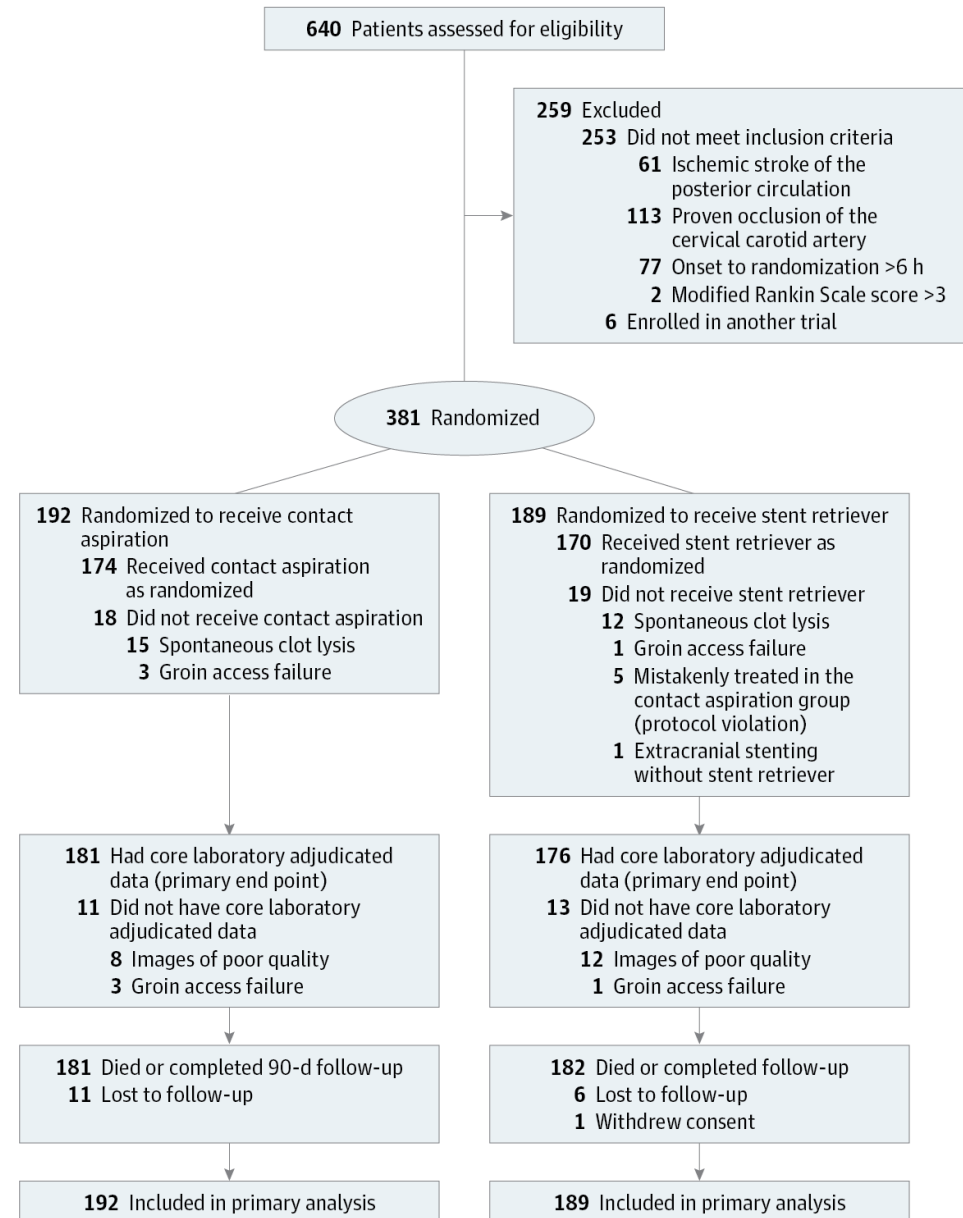 640 Patients assessed for eligibility
259 Excluded
253 Did not meet inclusion criteria
61 Ischemic stroke of the
posterior circulation
113 Proven occlusion of the
cervical carotid artery
77 Onset to randomization >6 h
2 Modified Rankin Scale score >3
6 Enrolled in another trial
381 Randomized
192 Randomized to receive contact
aspiration
174 Received contact aspiration
as randomized
18 Did not receive contact aspiration
15 Spontaneous clot lysis
3 Groin access failure
189 Randomized to receive stent retriever
170 Received stent retriever as
randomized
19 Did not receive stent retriever
12 Spontaneous clot lysis
1 Groin access failure
5 Mistakenly treated in the
contact aspiration group
(protocol violation)
1 Extracranial stenting
without stent retriever
181 Had core laboratory adjudicated
data (primary end point)
11 Did not have core laboratory
adjudicated data
8 Images of poor quality
3 Groin access failure
176 Had core laboratory adjudicated
data (primary end point)
13 Did not have core laboratory
adjudicated data
12 Images of poor quality
1 Groin access failure
181 Died or completed 90-d follow-up
11 Lost to follow-up
182 Died or completed follow-up
6 Lost to follow-up
1 Withdrew consent
192 Included in primary analysis
189 Included in primary analysis